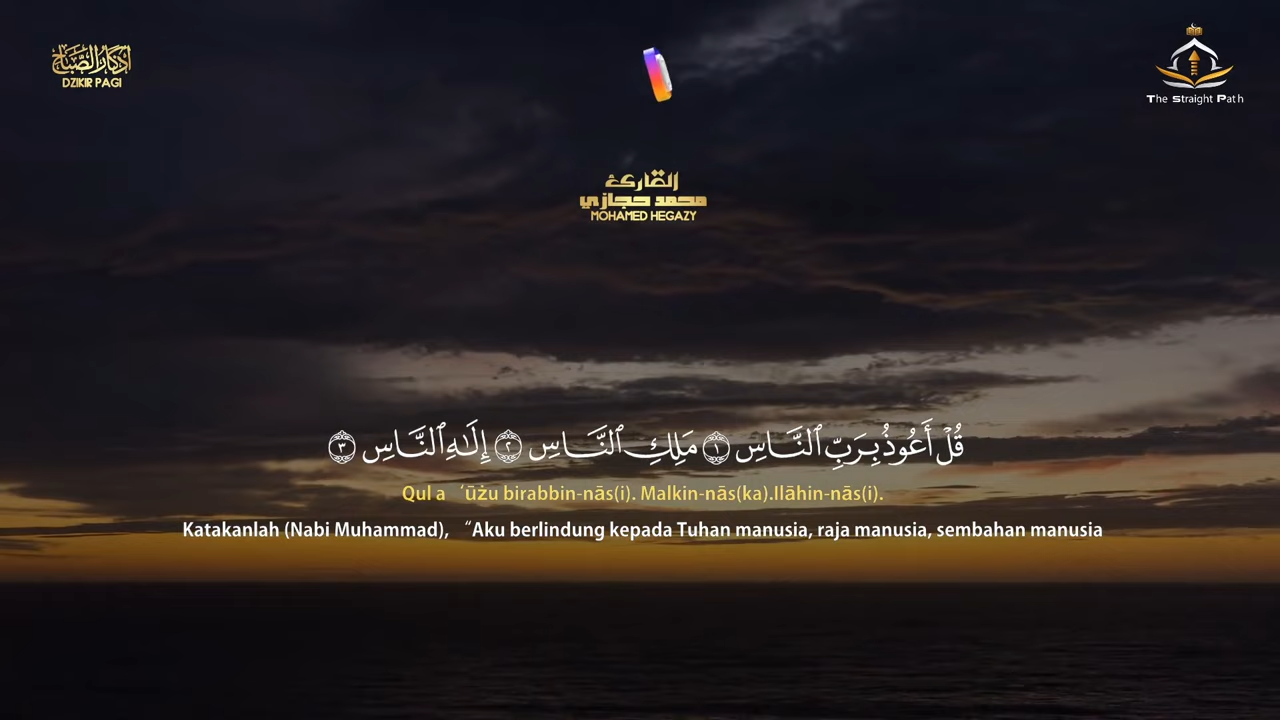 أذكار الصباح
DZIKIR PAGI
The Straight Path
القارئ
محمد حجازي
MOHAMED HEGAZY
قُلْ أَعُوذُ بِرَبِّ ٱلنَّاسِ ١ مَلِكِ ٱلنَّاسِ ٢ إِلَٰهِ ٱلنَّاسِ ٣
Qul a ‘ūżu birabbin-nās(i). Malkin-nās(ka).Ilāhin-nās(i).
Katakanlah (Nabi Muhammad), “Aku berlindung kepada Tuhan manusia, raja manusia, sembahan manusia